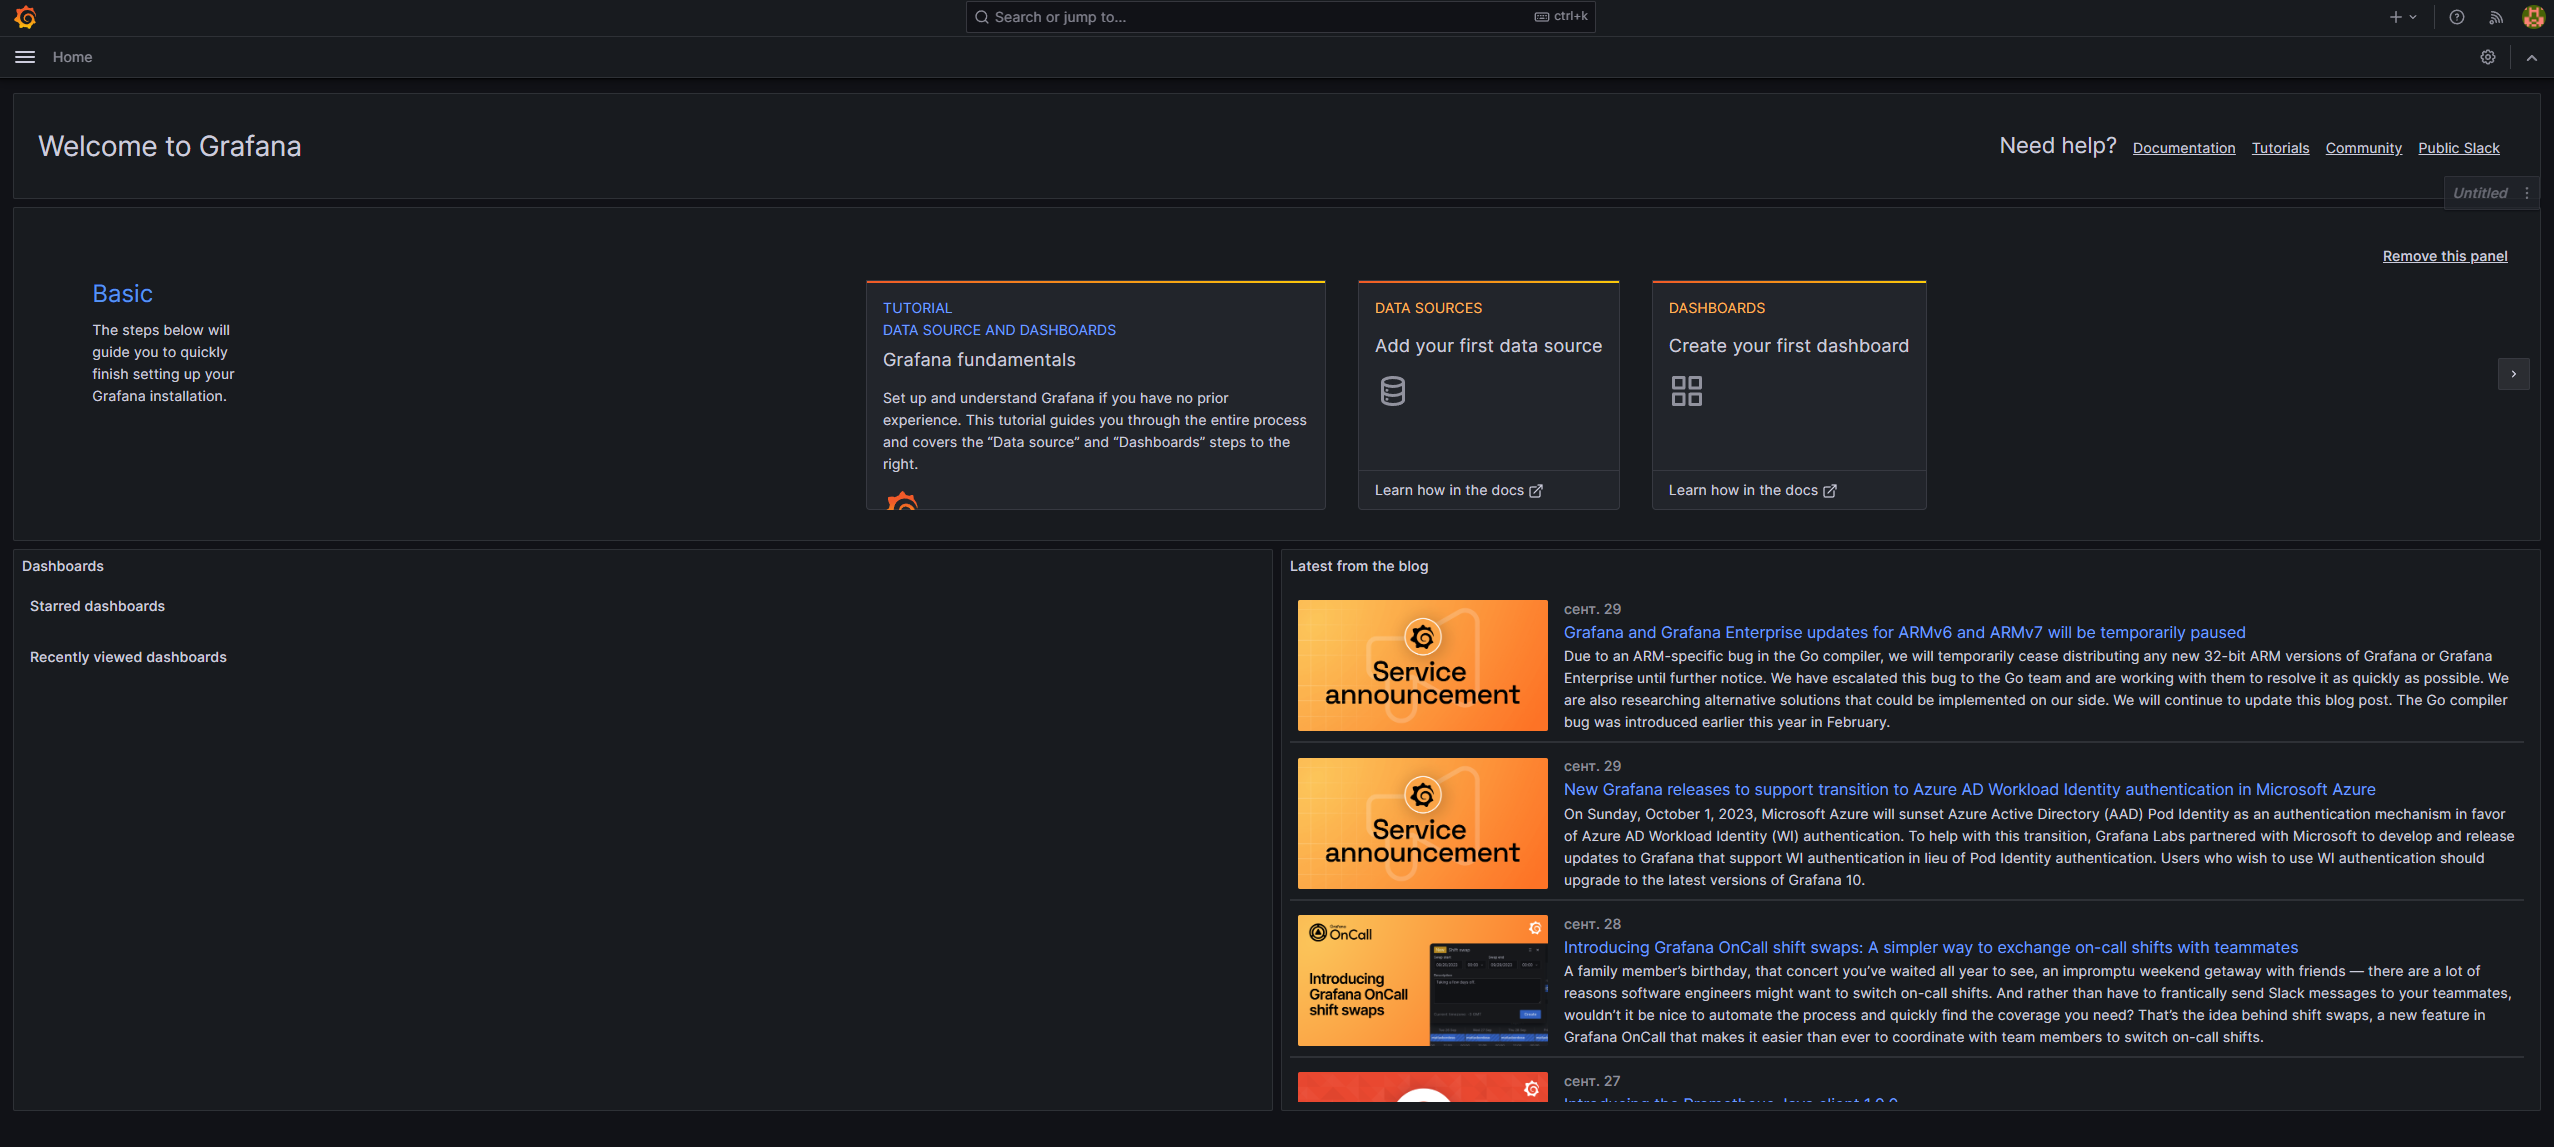 Search or jump to...
ctrl+k
Home
Welcome to Grafana
Need help?
Documentation
Tutorials
Community
Public Slack
Untitled
Remove this panel
Basic
The steps below will
guide you to quickly
finish setting up your
Grafana installation.
TUTORIAL
DATA SOURCE AND DASHBOARDS
Grafana fundamentals
Set up and understand Grafana if you have no prior
experience. This tutorial guides you through the entire process
and covers the “Data source” and “Dashboards” steps to the
right.
DATA SOURCES
Add your first data source
Learn how in the docs
DASHBOARDS
Create your first dashboard
Learn how in the docs
Dashboards
Starred dashboards
Recently viewed dashboards
Latest from the blog
Service
announcement
сент. 29
Grafana and Grafana Enterprise updates for ARMv6 and ARMv7 will be temporarily paused
Due to an ARM-specific bug in the Go compiler, we will temporarily cease distributing any new 32-bit ARM versions of Grafana or Grafana
Enterprise until further notice. We have escalated this bug to the Go team and are working with them to resolve it as quickly as possible. We
are also researching alternative solutions that could be implemented on our side. We will continue to update this blog post. The Go compiler
bug was introduced earlier this year in February.
Service
announcement
сент. 29
New Grafana releases to support transition to Azure AD Workload Identity authentication in Microsoft Azure
On Sunday, October 1, 2023, Microsoft Azure will sunset Azure Active Directory (AAD) Pod Identity as an authentication mechanism in favor
of Azure AD Workload Identity (WI) authentication. To help with this transition, Grafana Labs partnered with Microsoft to develop and release
updates to Grafana that support WI authentication in lieu of Pod Identity authentication. Users who wish to use WI authentication should
upgrade to the latest versions of Grafana 10.
Grafana
OnCall
Introducing
Grafana OnCall
shift swaps
Shift swap
сент. 28
Introducing Grafana OnCall shift swaps: A simpler way to exchange on-call shifts with teammates
A family member’s birthday, that concert you’ve waited all year to see, an impromptu weekend getaway with friends — there are a lot of
reasons software engineers might want to switch on-call shifts. And rather than have to frantically send Slack messages to your teammates,
wouldn’t it be nice to automate the process and quickly find the coverage you need? That’s the idea behind shift swaps, a new feature in
Grafana OnCall that makes it easier than ever to coordinate with team members to switch on-call shifts.
сент. 27
Introducing the Prometheus Java client 1.0.0